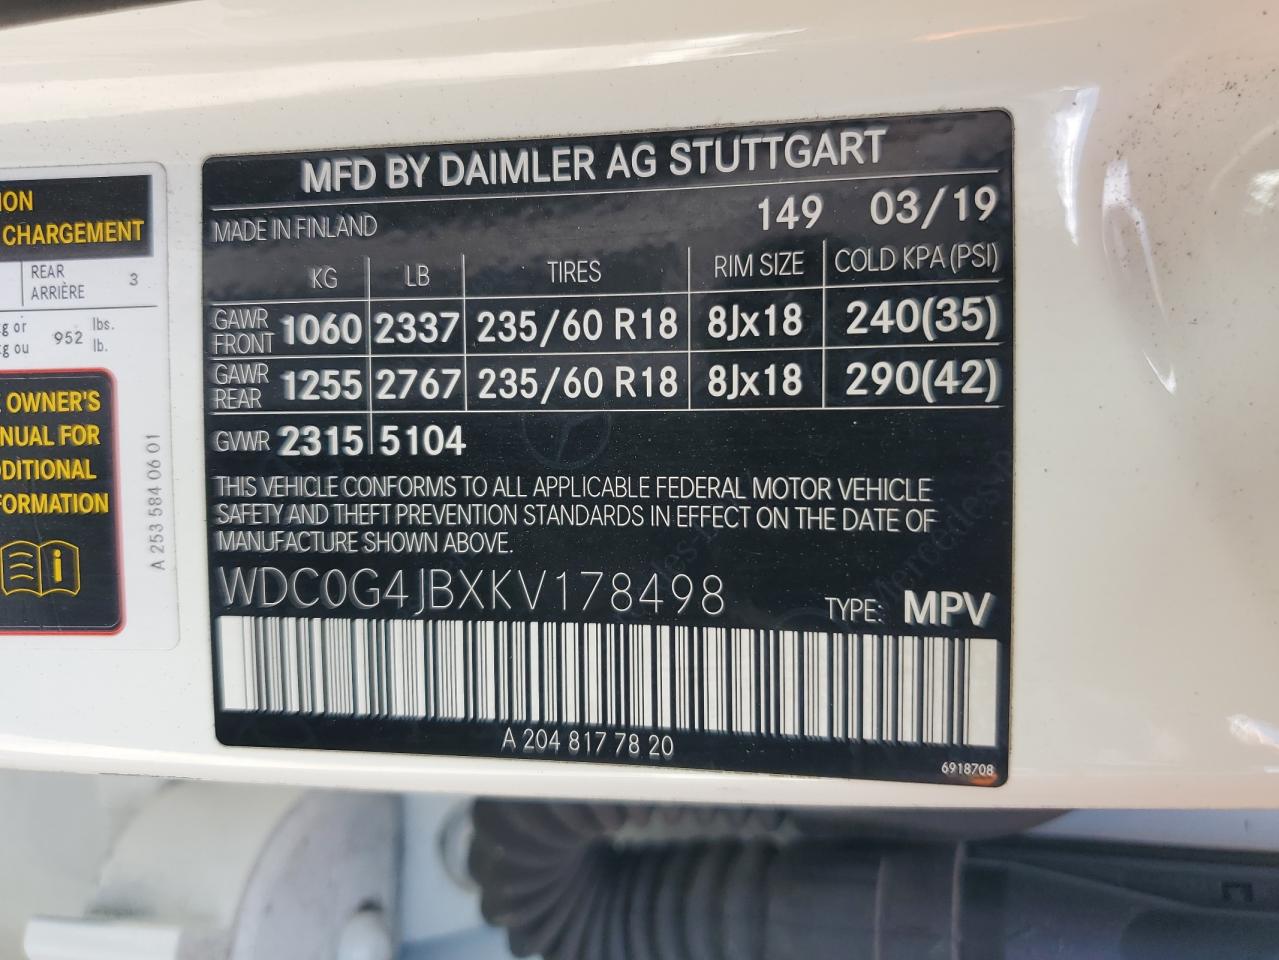 MFD BY DAIMLER AG STUTTGART
MADE IN FINLAND 149 03/19
KG LB TIRES RIM SIZE COLD KPA (PSI)
GAWR FRONT 1060 2337 235/60 R18 8Jx18 240(35)
GAWR REAR 1255 2767 235/60 R18 8Jx18 290(42)
GVWR 2315 5104
THIS VEHICLE CONFORMS TO ALL APPLICABLE FEDERAL MOTOR VEHICLE
SAFETY AND THEFT PREVENTION STANDARDS IN EFFECT ON THE DATE OF
MANUFACTURE SHOWN ABOVE.
WDC0G4JBXKV178498 TYPE: MPV
A 204 817 78 20
6918708
CHARGEMENT
REAR 3
ARRIÈRE
kg or 952 lbs.
kg ou lb.
OWNER'S
FOR
A 253 584 06 01